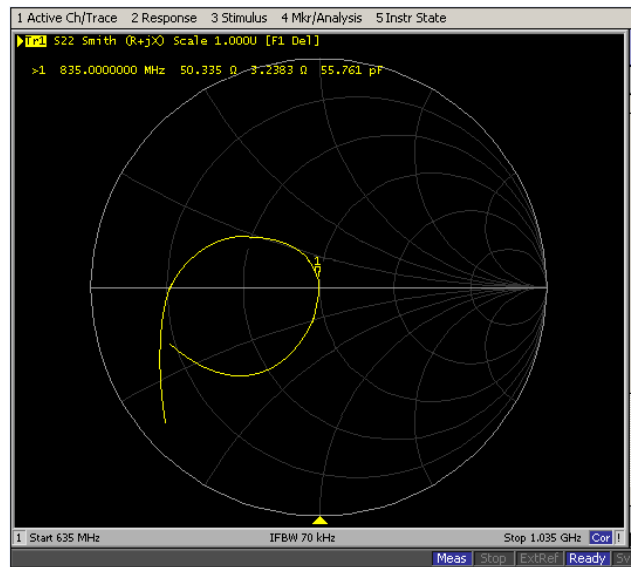 1 Active Ch/Trace 2 Response 3 Stimulus 4 Mkr/Analysis 5 Instr State
Tr1 S22 Smith (R+jX) Scale 1.000U [F1 Del]
>1 835.0000000 MHz 50.335 Ω 3.2383 Ω 55.761 pF
1
1 Start 635 MHz IFBW 70 kHz Stop 1.035 GHz Cor !
Meas Stop ExtRef Ready Sv